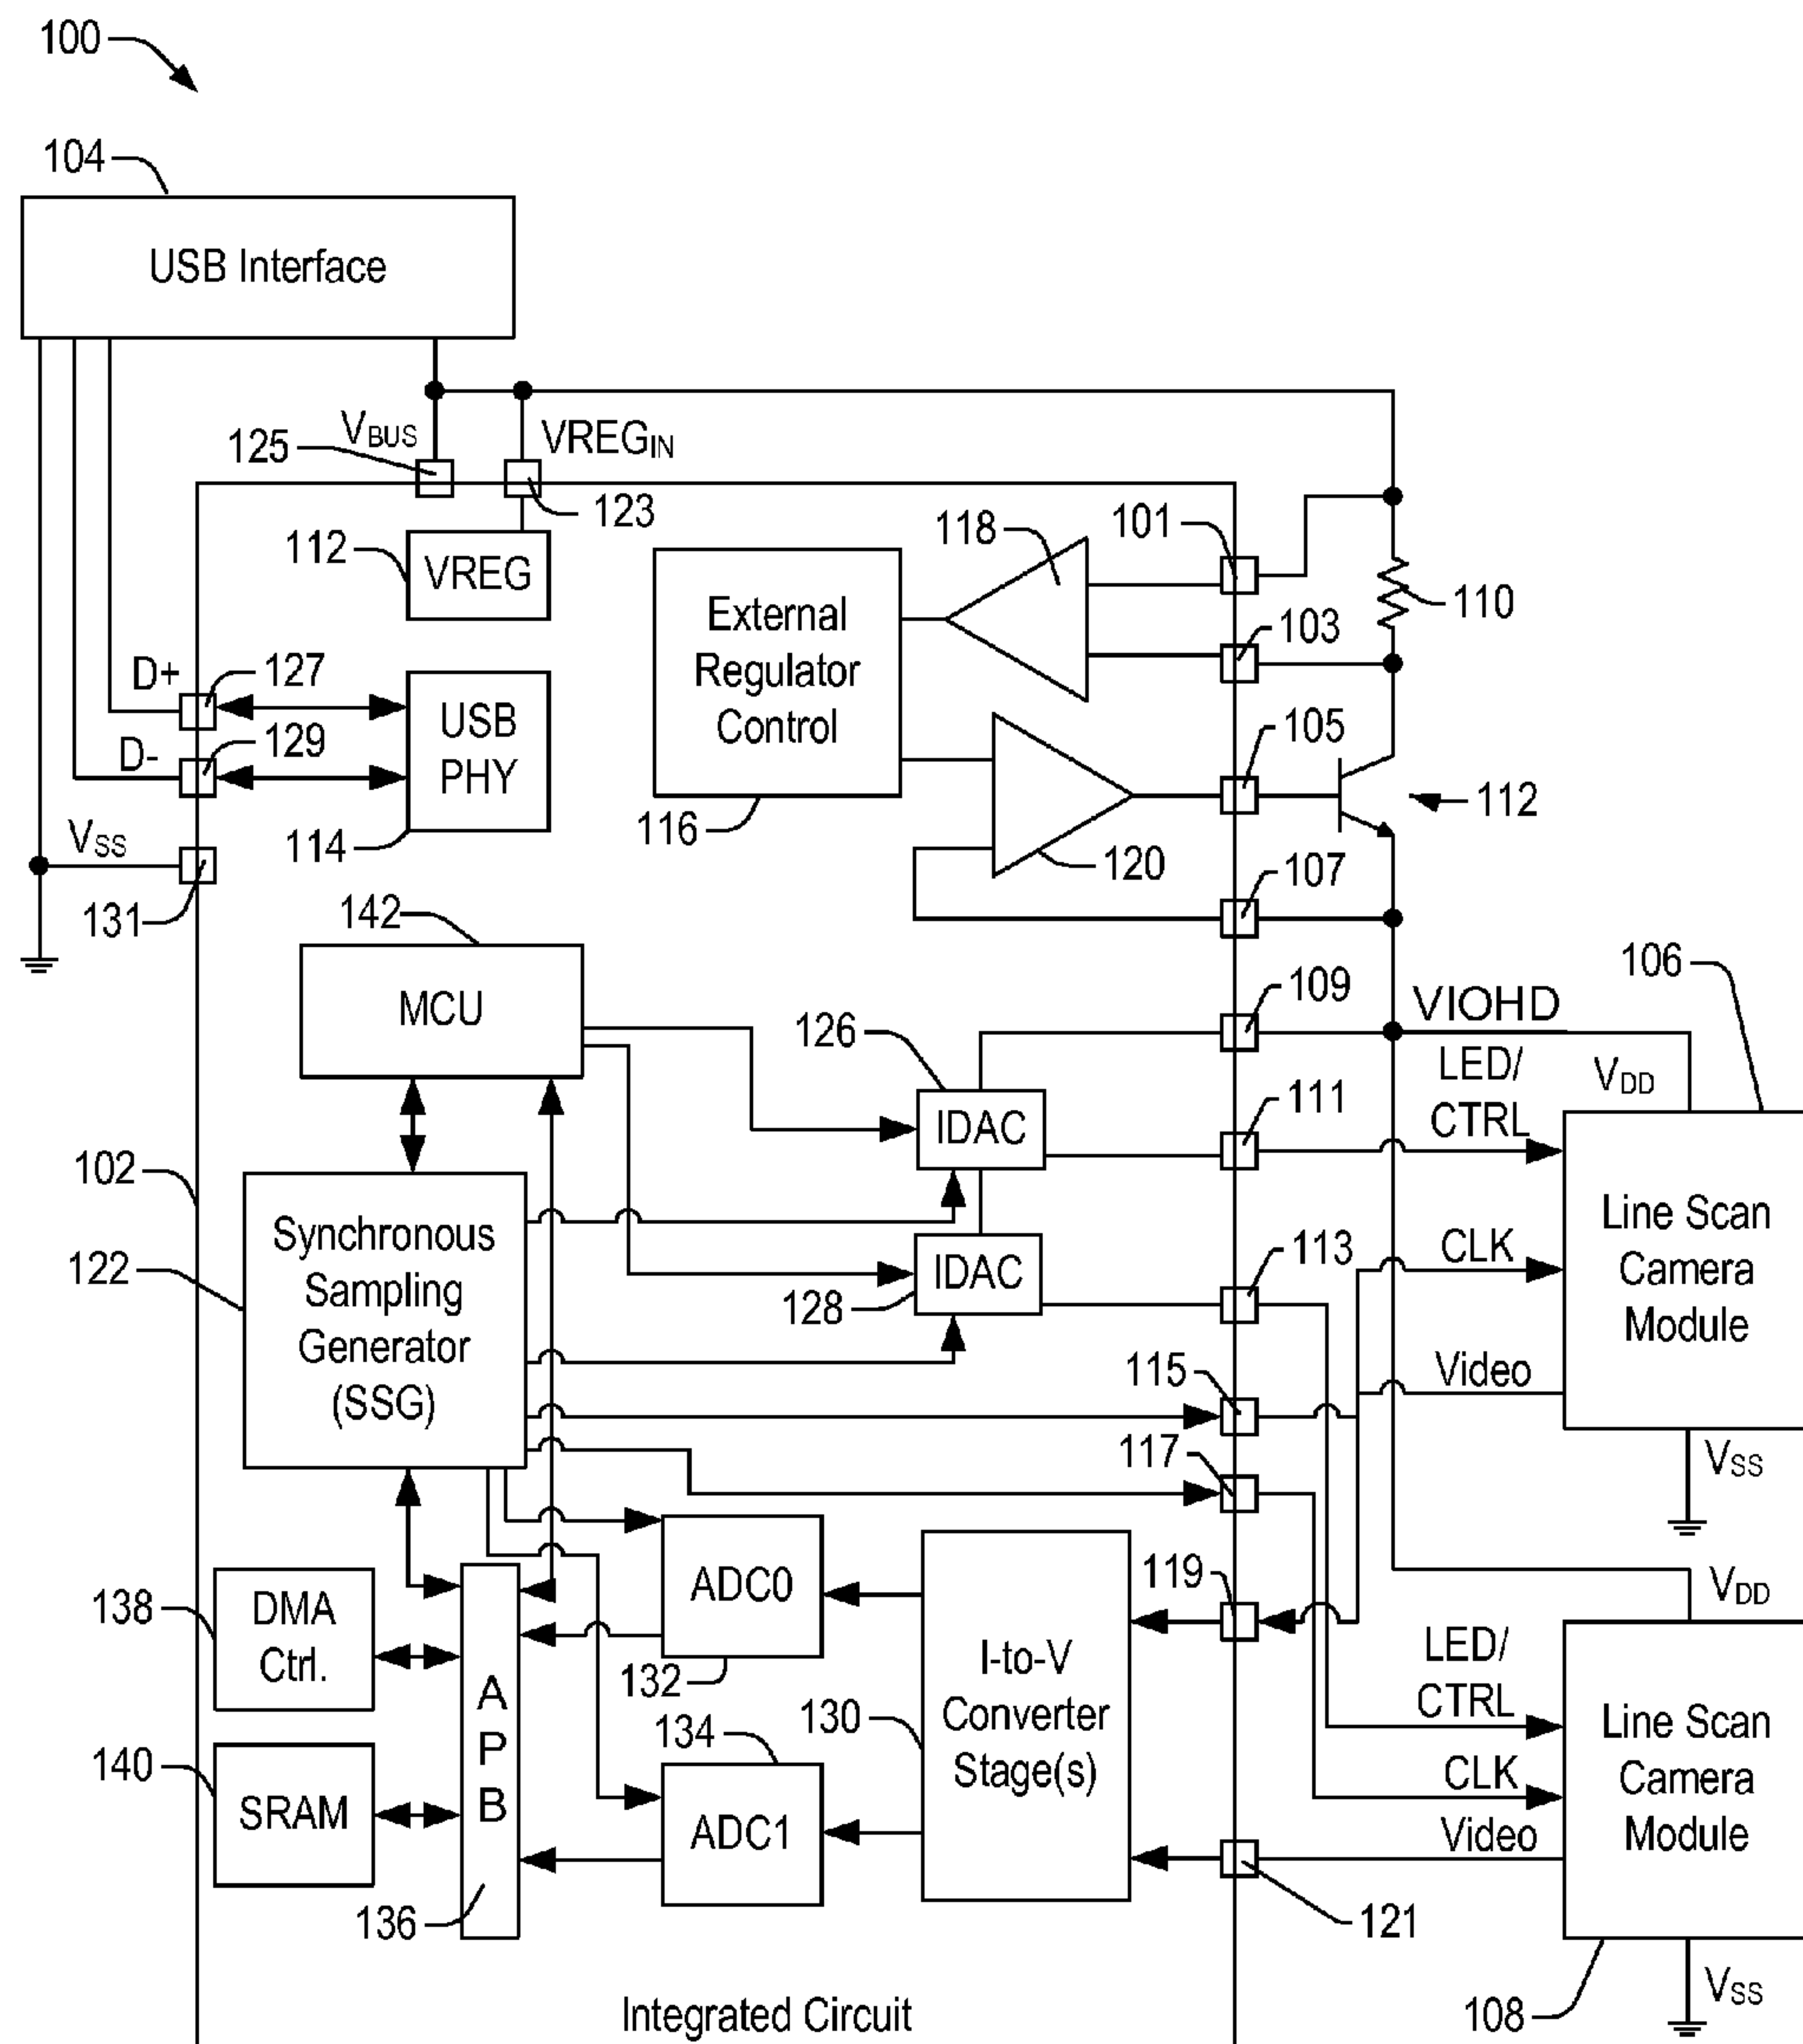 100
104
USB Interface
125
VBUS
VREGIN
123
112
VREG
118
101
110
External
Regulator
Control
103
D+
127
USB
PHY
105
D-
129
112
116
114
120
VSS
107
131
142
106
MCU
109
VIOHD
126
LED/
CTRL
VDD
IDAC
111
102
Synchronous
Sampling
Generator
(SSG)
122
Line Scan
Camera
Module
IDAC
113
CLK
128
115
Video
117
VSS
138
DMA
Ctrl.
ADC0
119
VDD
132
I-to-V
Converter
Stage(s)
130
LED/
CTRL
A
P
B
134
140
SRAM
ADC1
CLK
Line Scan
Camera
Module
Video
136
121
VSS
108
Integrated Circuit